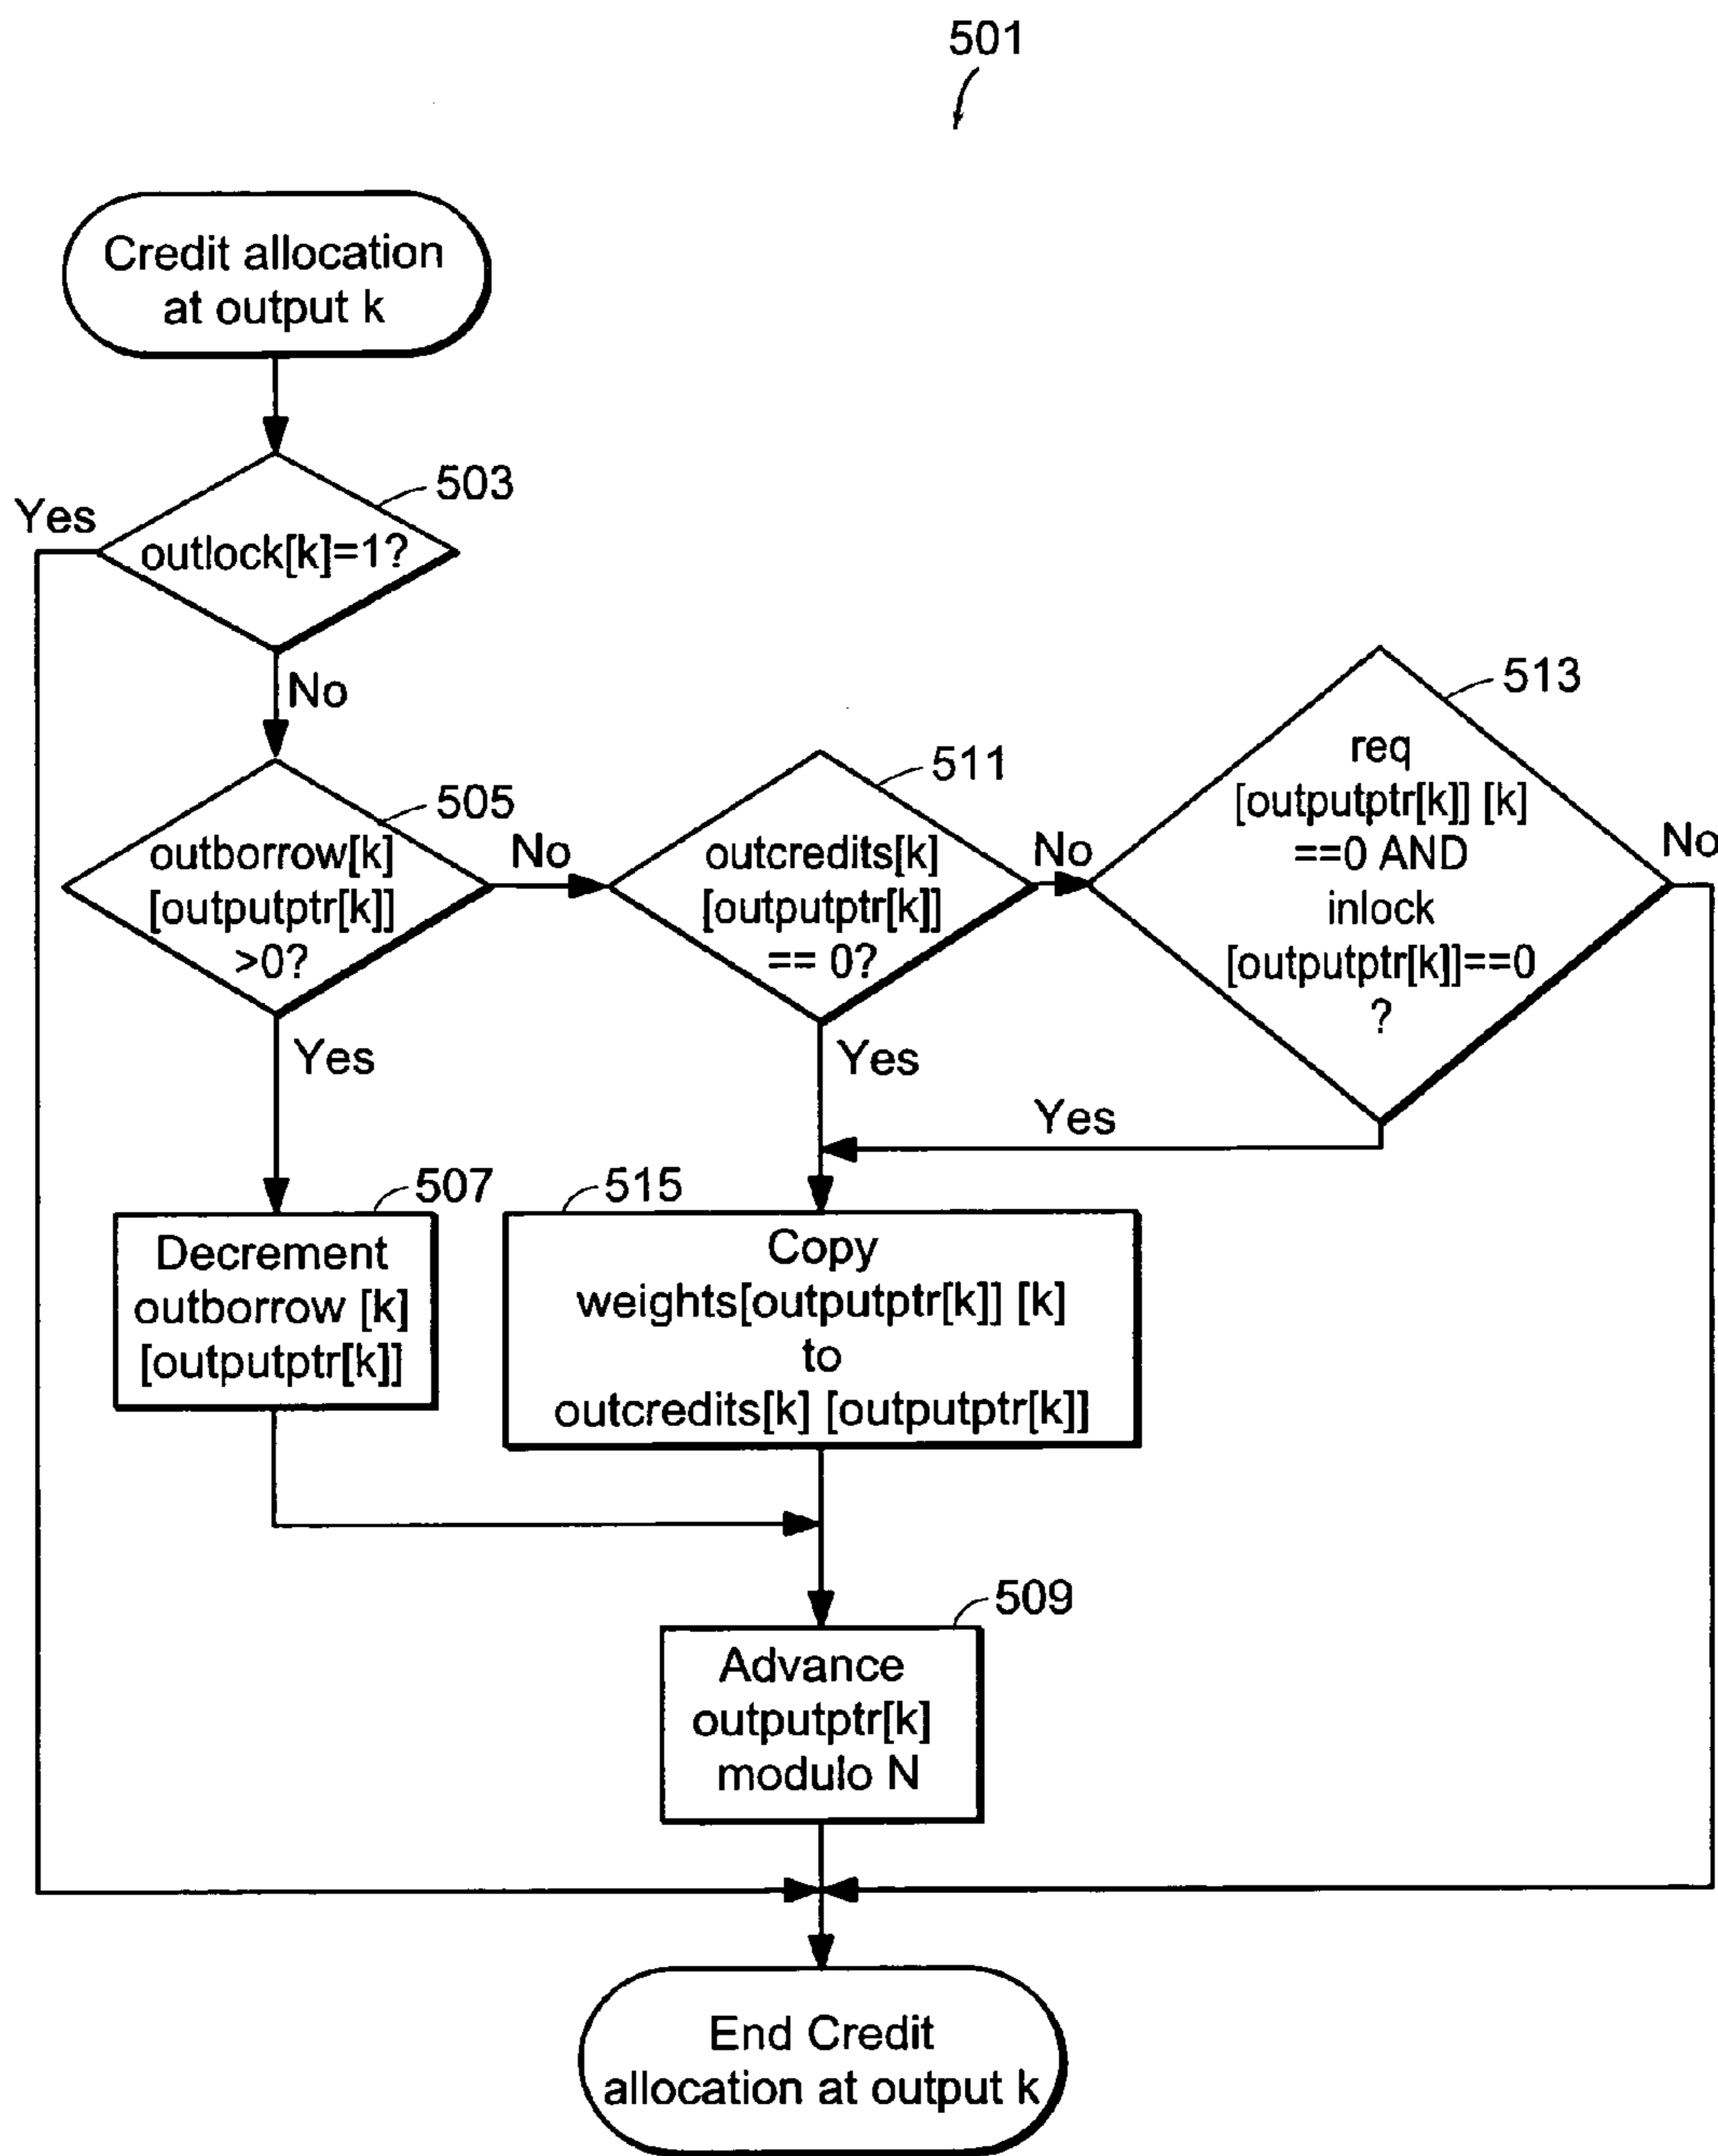 501
Credit allocation
at output k
503
Yes
outlock[k]=1?
No
505
outborrow[k]
[outputptr[k]]
>0?
No
Yes
511
outcredits[k]
[outputptr[k]]
== 0?
No
Yes
513
req
[outputptr[k]] [k]
==0 AND
inlock
[outputptr[k]]==0
?
No
Yes
507
Decrement
outborrow [k]
[outputptr[k]]
515
Copy
weights[outputptr[k]] [k]
to
outcredits[k] [outputptr[k]]
509
Advance
outputptr[k]
modulo N
End Credit
allocation at output k